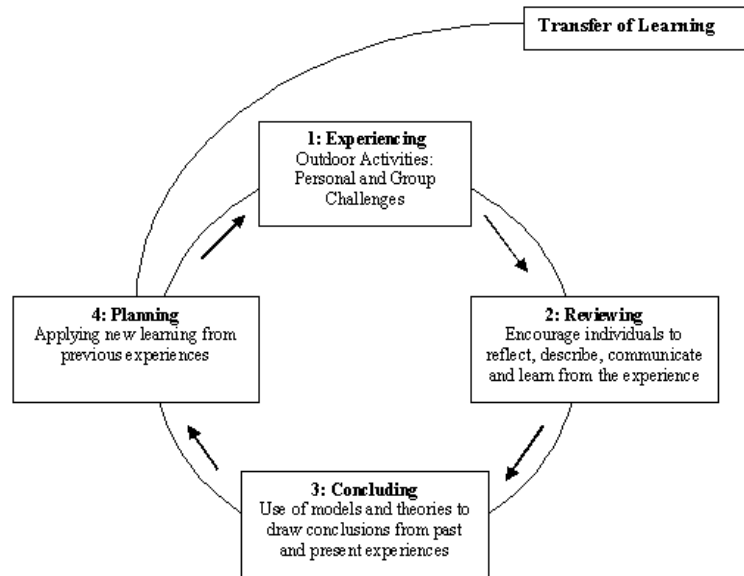 Transfer of Learning
1: Experiencing
Outdoor Activities:
Personal and Group
Challenges
2: Reviewing
Encourage individuals to
reflect, describe, communicate
and learn from the experience
3: Concluding
Use of models and theories to
draw conclusions from past
and present experiences
4: Planning
Applying new learning from
previous experiences